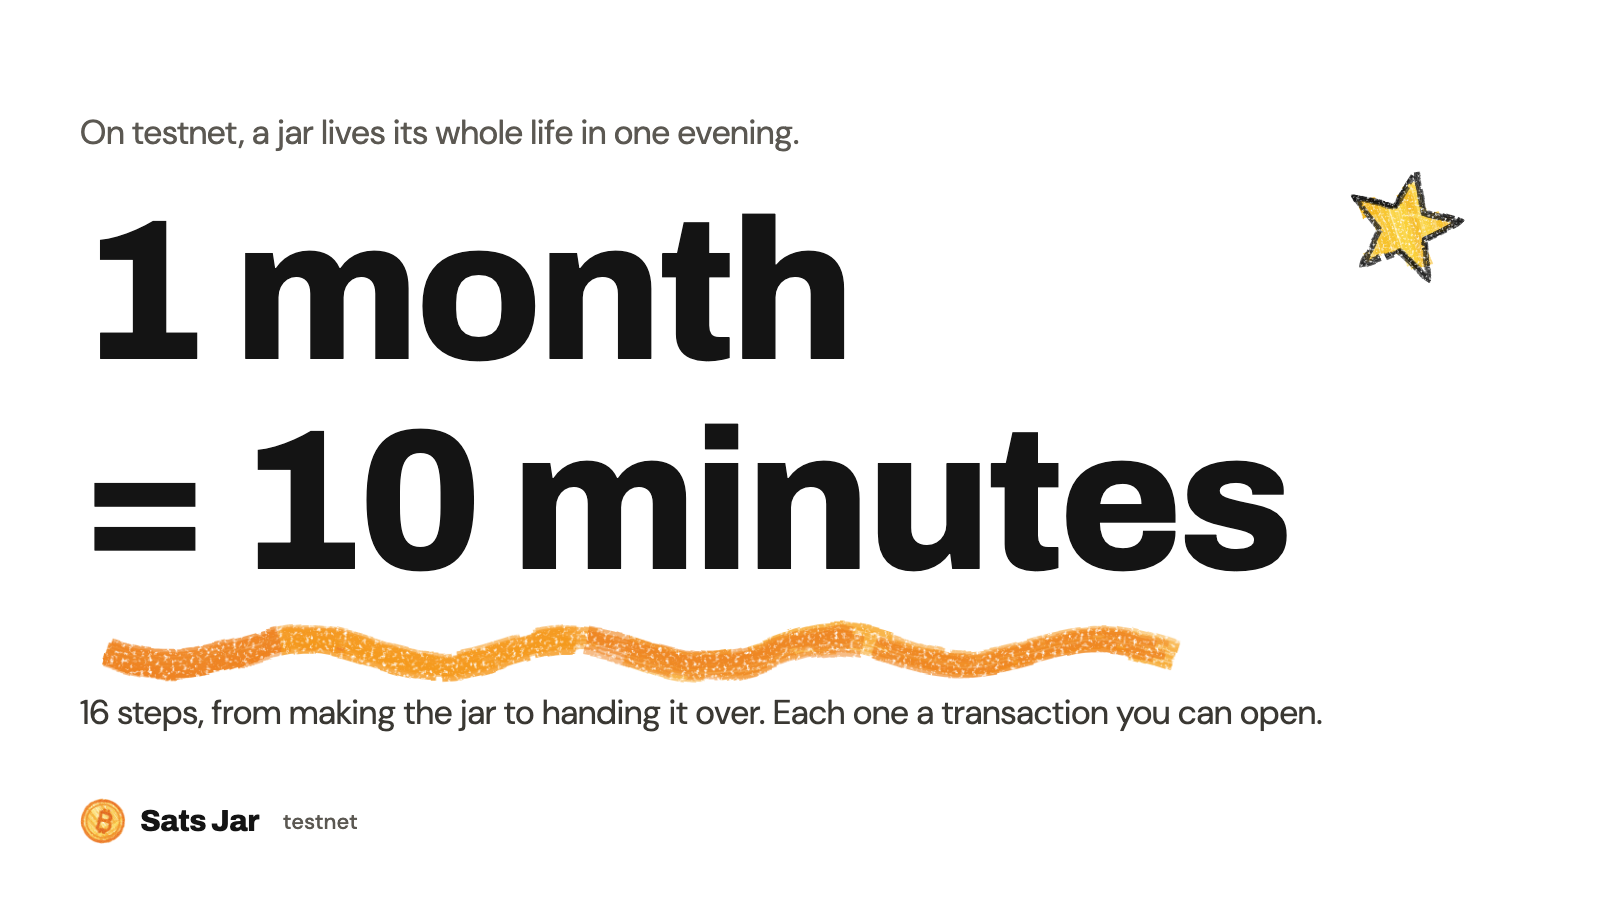 On testnet, a jar lives its whole life in one evening.
1 month
= 10 minutes
16 steps, from making the jar to handing it over. Each one a transaction you can open.
Sats Jar testnet